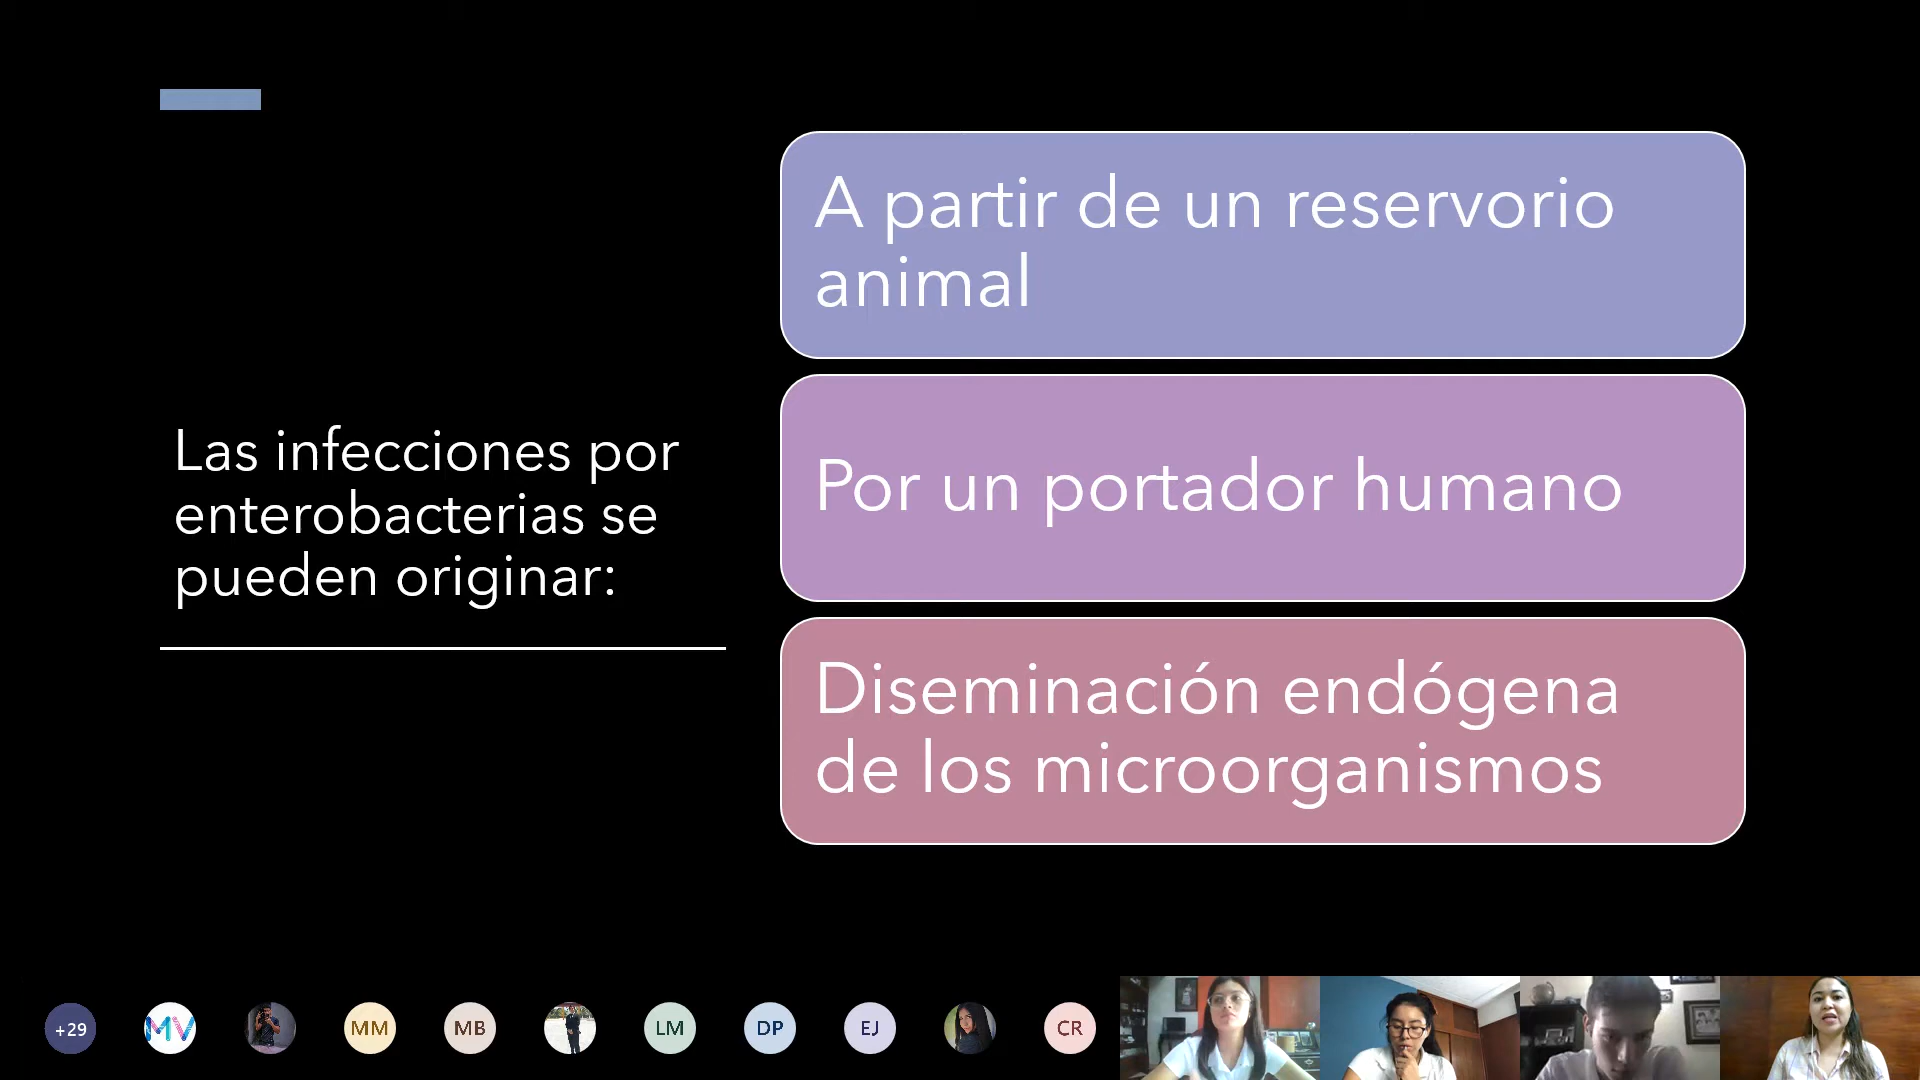 Las infecciones por
enterobacterias se
pueden originar:
A partir de un reservorio
animal
Por un portador humano
Diseminación endógena
de los microorganismos
+29
MV
MM
MB
LM
DP
EJ
CR